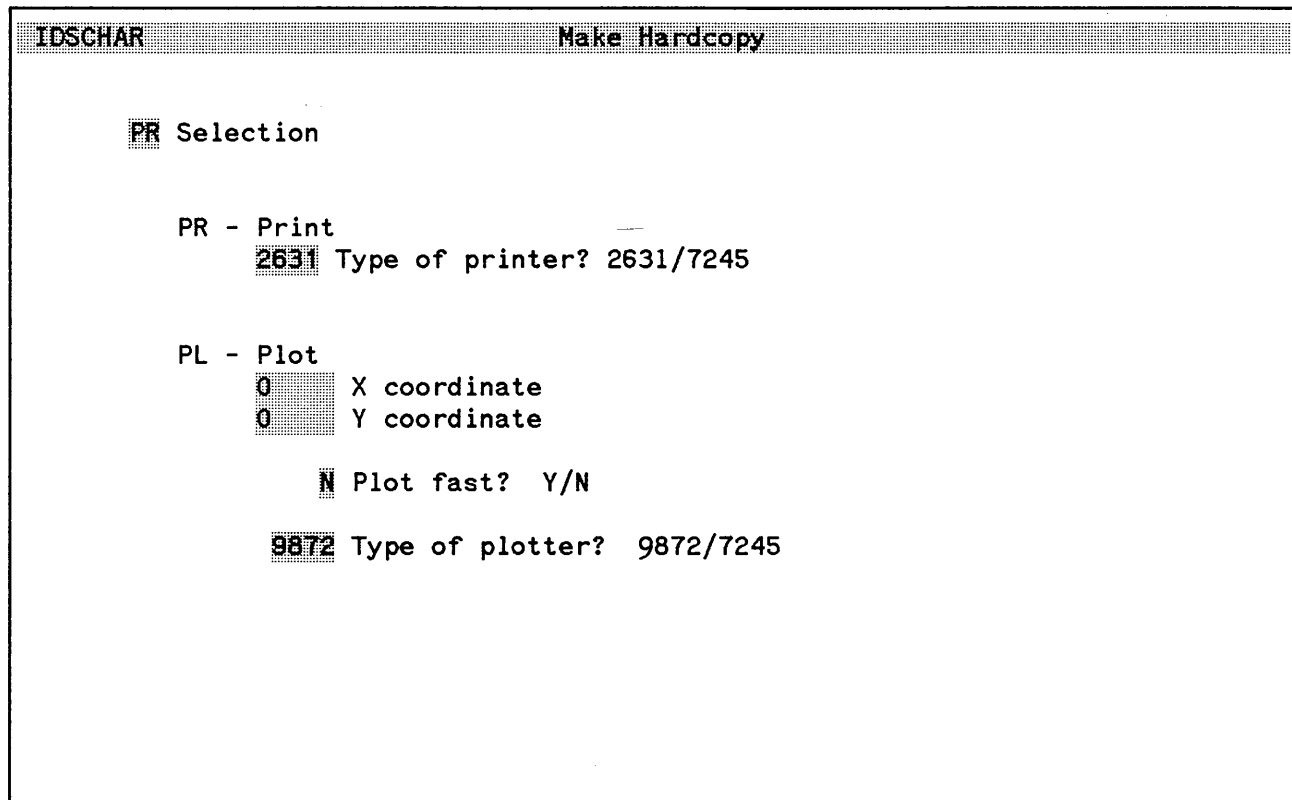 IDSCHAR Make Hardcopy
PR Selection
PR - Print
2631 Type of printer? 2631/7245
PL - Plot
0 X coordinate
0 Y coordinate
N Plot fast? Y/N
9872 Type of plotter? 9872/7245